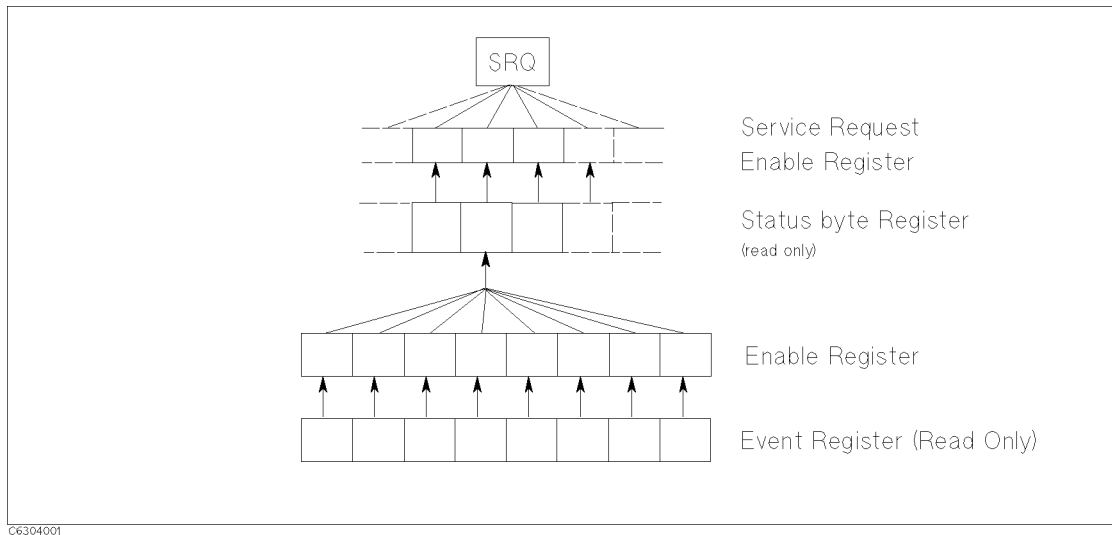 SRQ
Service Request
Enable Register
Status byte Register
(read only)
Enable Register
Event Register (Read Only)
C6304001